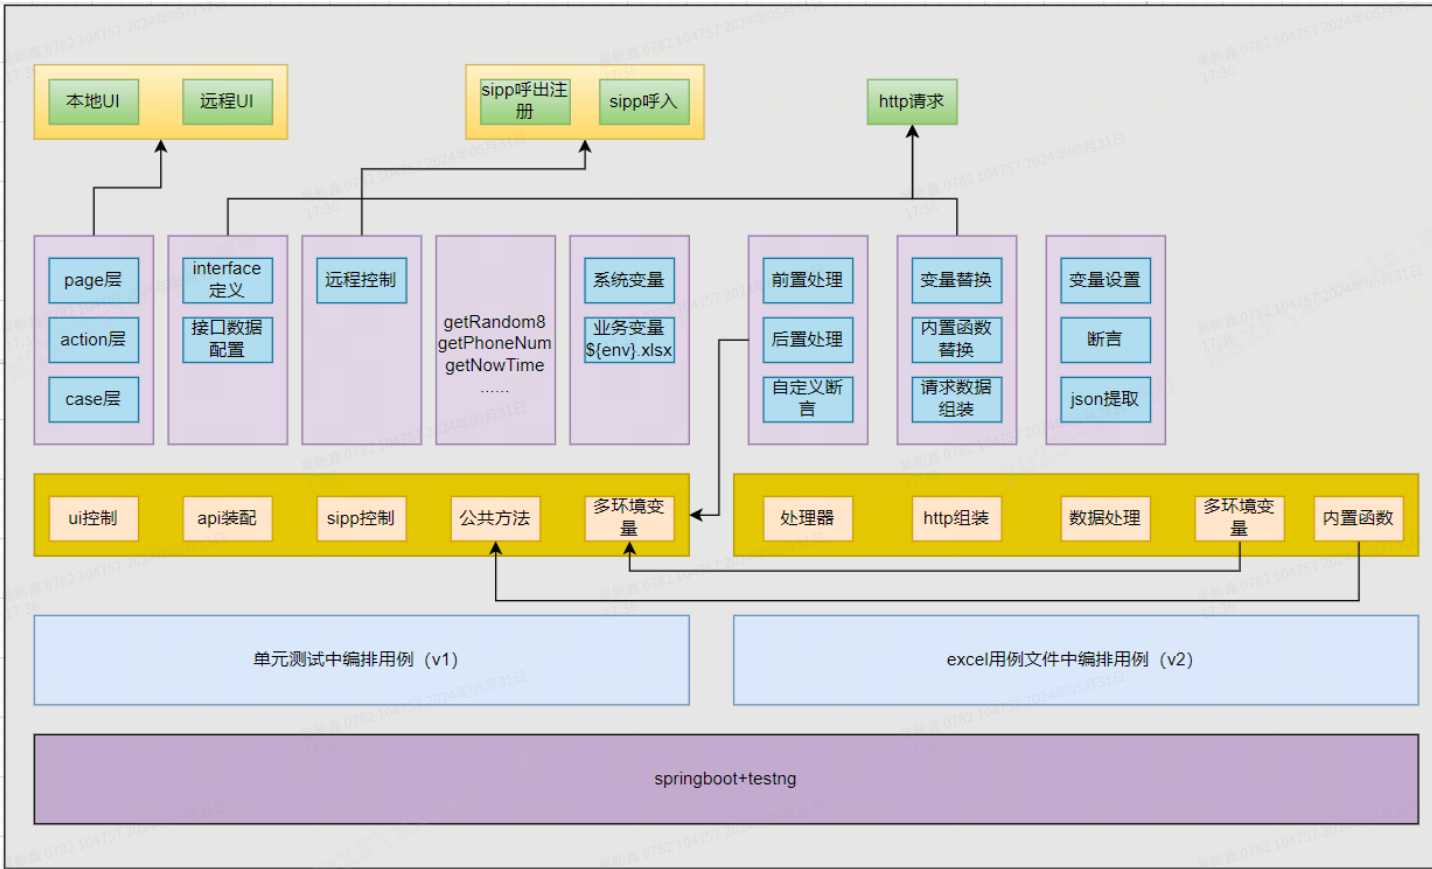 本地UI
远程UI
sipp呼出注
册
sipp呼入
http请求
page层
action层
case层
interface
定义
接口数据
配置
远程控制
getRandom8
getPhoneNum
getNowTime
......
系统变量
业务变量
${env}.xlsx
前置处理
后置处理
自定义断
言
变量替换
内置函数
替换
请求数据
组装
变量设置
断言
json提取
ui控制
api装配
sipp控制
公共方法
多环境变
量
处理器
http组装
数据处理
多环境变
量
内置函数
单元测试中编排用例（v1）
excel用例文件中编排用例（v2）
springboot+testng